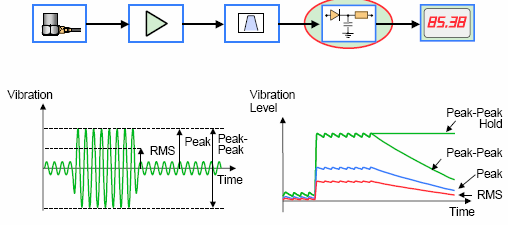 85.38
Vibration
RMS
Peak
Peak-
Peak
Time
Vibration
Level
Peak-Peak
Hold
Peak-Peak
Peak
RMS
Time